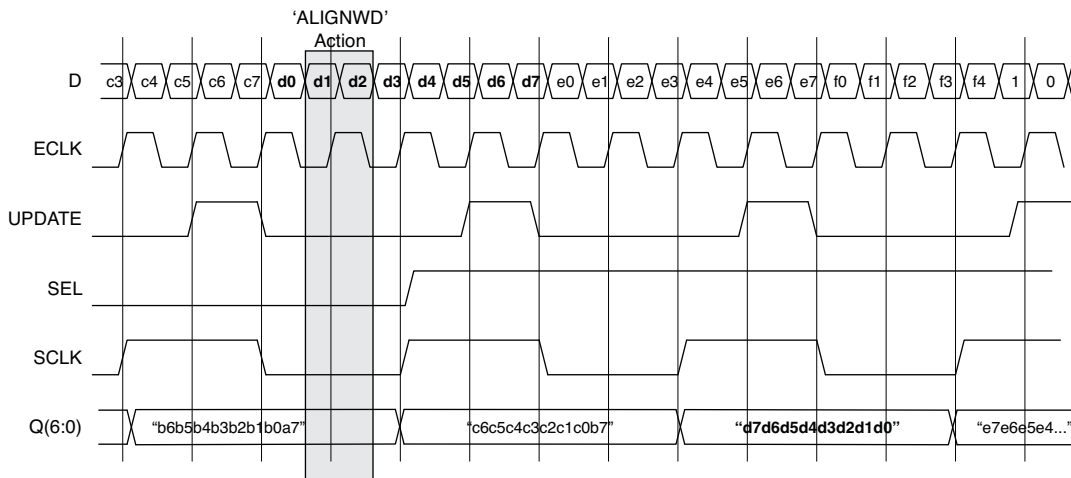 ‘ALIGNWD’
Action
D c3 c4 c5 c6 c7 d0 d1 d2 d3 d4 d5 d6 d7 e0 e1 e2 e3 e4 e5 e6 e7 f0 f1 f2 f3 f4 1 0
ECLK
UPDATE
SEL
SCLK
Q(6:0) “b6b5b4b3b2b1b0a7” “c6c5c4c3c2c1c0b7” “d7d6d5d4d3d2d1d0” “e7e6e5e4...”